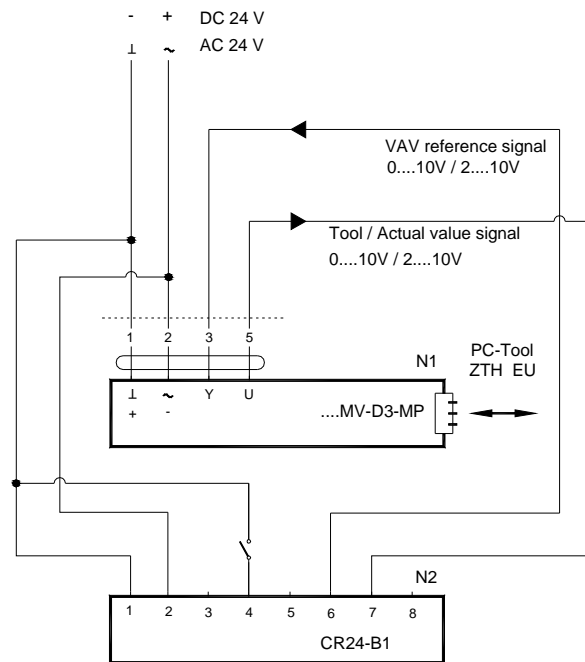 - + DC 24 V
⊥ ~ AC 24 V
VAV reference signal
0....10V / 2....10V
Tool / Actual value signal
0....10V / 2....10V
1 2 3 5
N1
PC-Tool
ZTH EU
⊥ ~ Y U
+ -
....MV-D3-MP
N2
1 2 3 4 5 6 7 8
CR24-B1